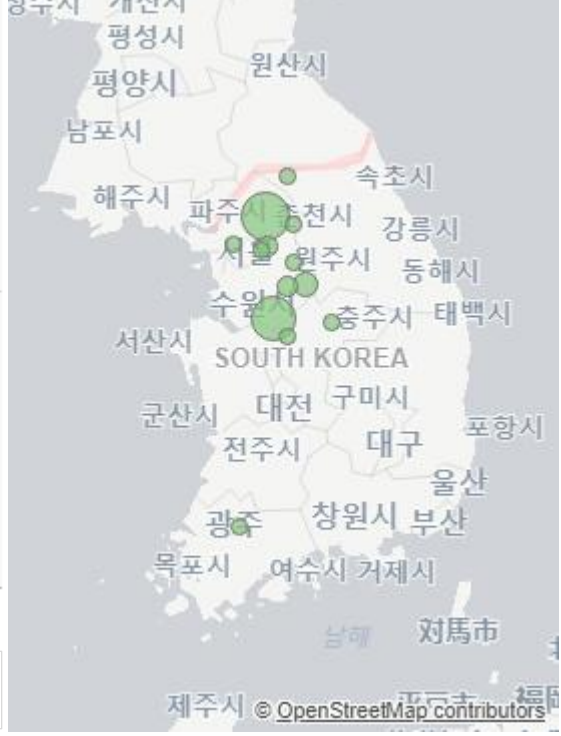 개천시
평성시
원산시
평양시
남포시
속초시
해주시
파주시
춘천시
강릉시
서울
원주시
동해시
수원시
충주시
태백시
서산시
SOUTH KOREA
구미시
대전
군산시
포항시
대구
전주시
울산
창원시
부산
광주
목포시
여수시
거제시
対馬市
남해
제주시
© OpenStreetMap contributors